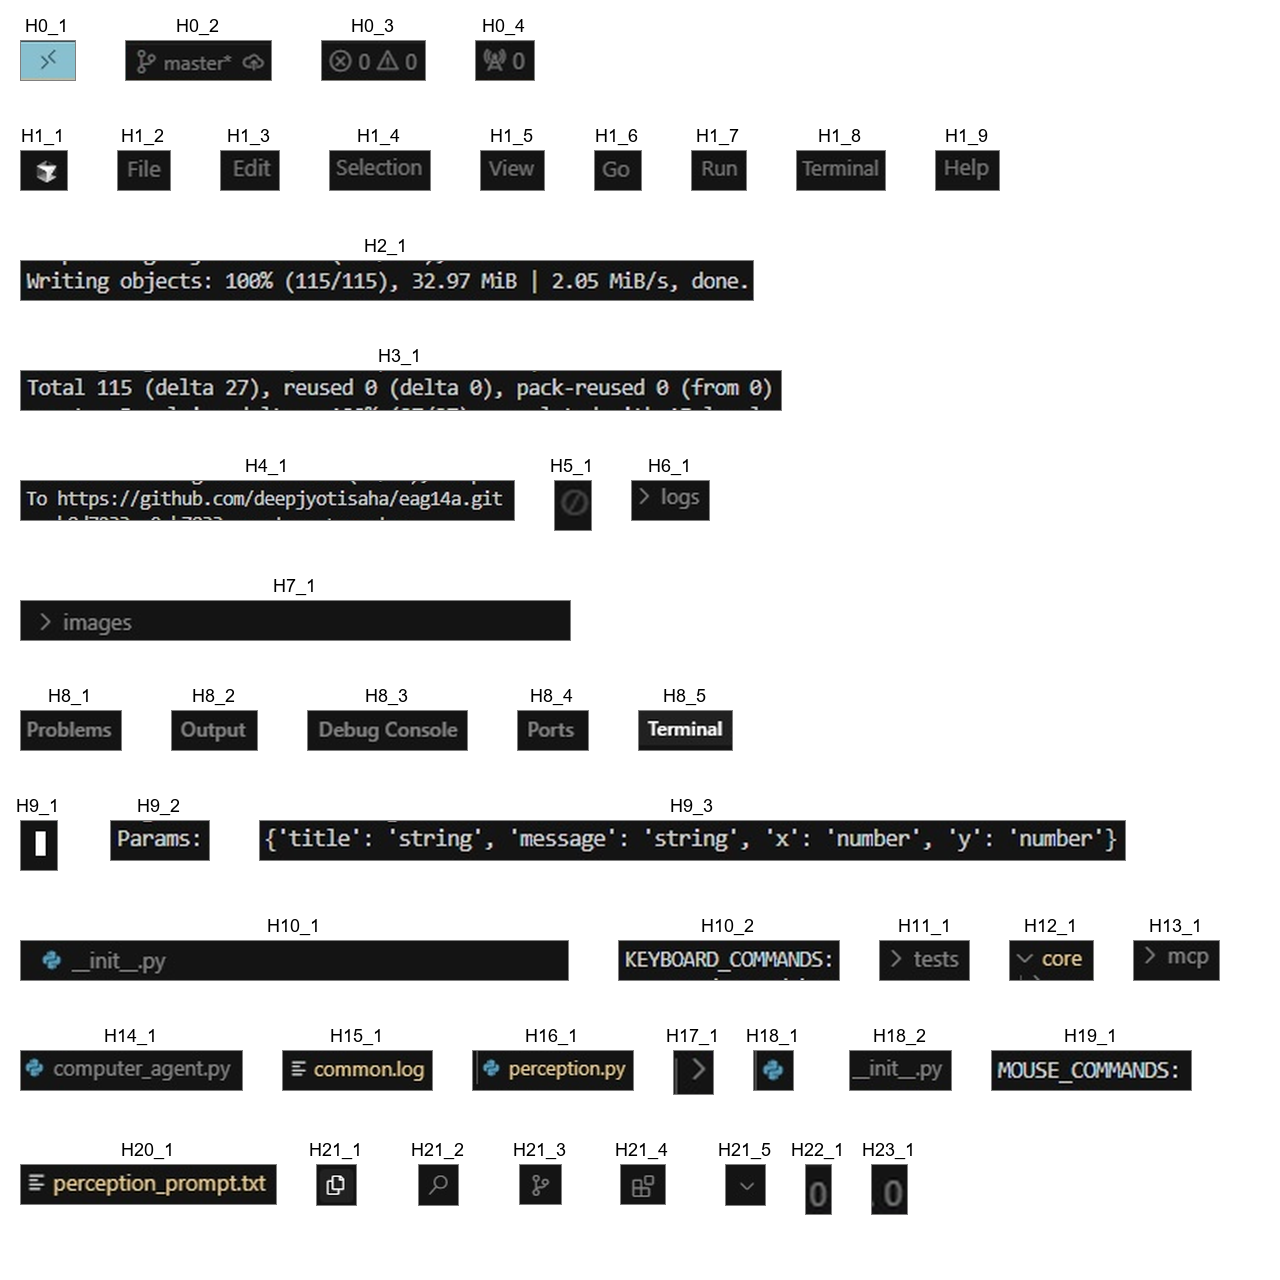 H0_1 H0_2 H0_3 H0_4
master* 0 0 0
H1_1 H1_2 H1_3 H1_4 H1_5 H1_6 H1_7 H1_8 H1_9
File Edit Selection View Go Run Terminal Help
H2_1
Writing objects: 100% (115/115), 32.97 MiB | 2.05 MiB/s, done.
H3_1
Total 115 (delta 27), reused 0 (delta 0), pack-reused 0 (from 0)
H4_1 H5_1 H6_1
To https://github.com/deepjyotisaha/eag14a.git > logs
H7_1
> images
H8_1 H8_2 H8_3 H8_4 H8_5
Problems Output Debug Console Ports Terminal
H9_1 H9_2 H9_3
Params: {'title': 'string', 'message': 'string', 'x': 'number', 'y': 'number'}
H10_1 H10_2 H11_1 H12_1 H13_1
__init__.py KEYBOARD_COMMANDS: > tests core > mcp
H14_1 H15_1 H16_1 H17_1 H18_1 H18_2 H19_1
computer_agent.py common.log perception.py > __init__.py MOUSE_COMMANDS:
H20_1 H21_1 H21_2 H21_3 H21_4 H21_5 H22_1 H23_1
perception_prompt.txt 0 0